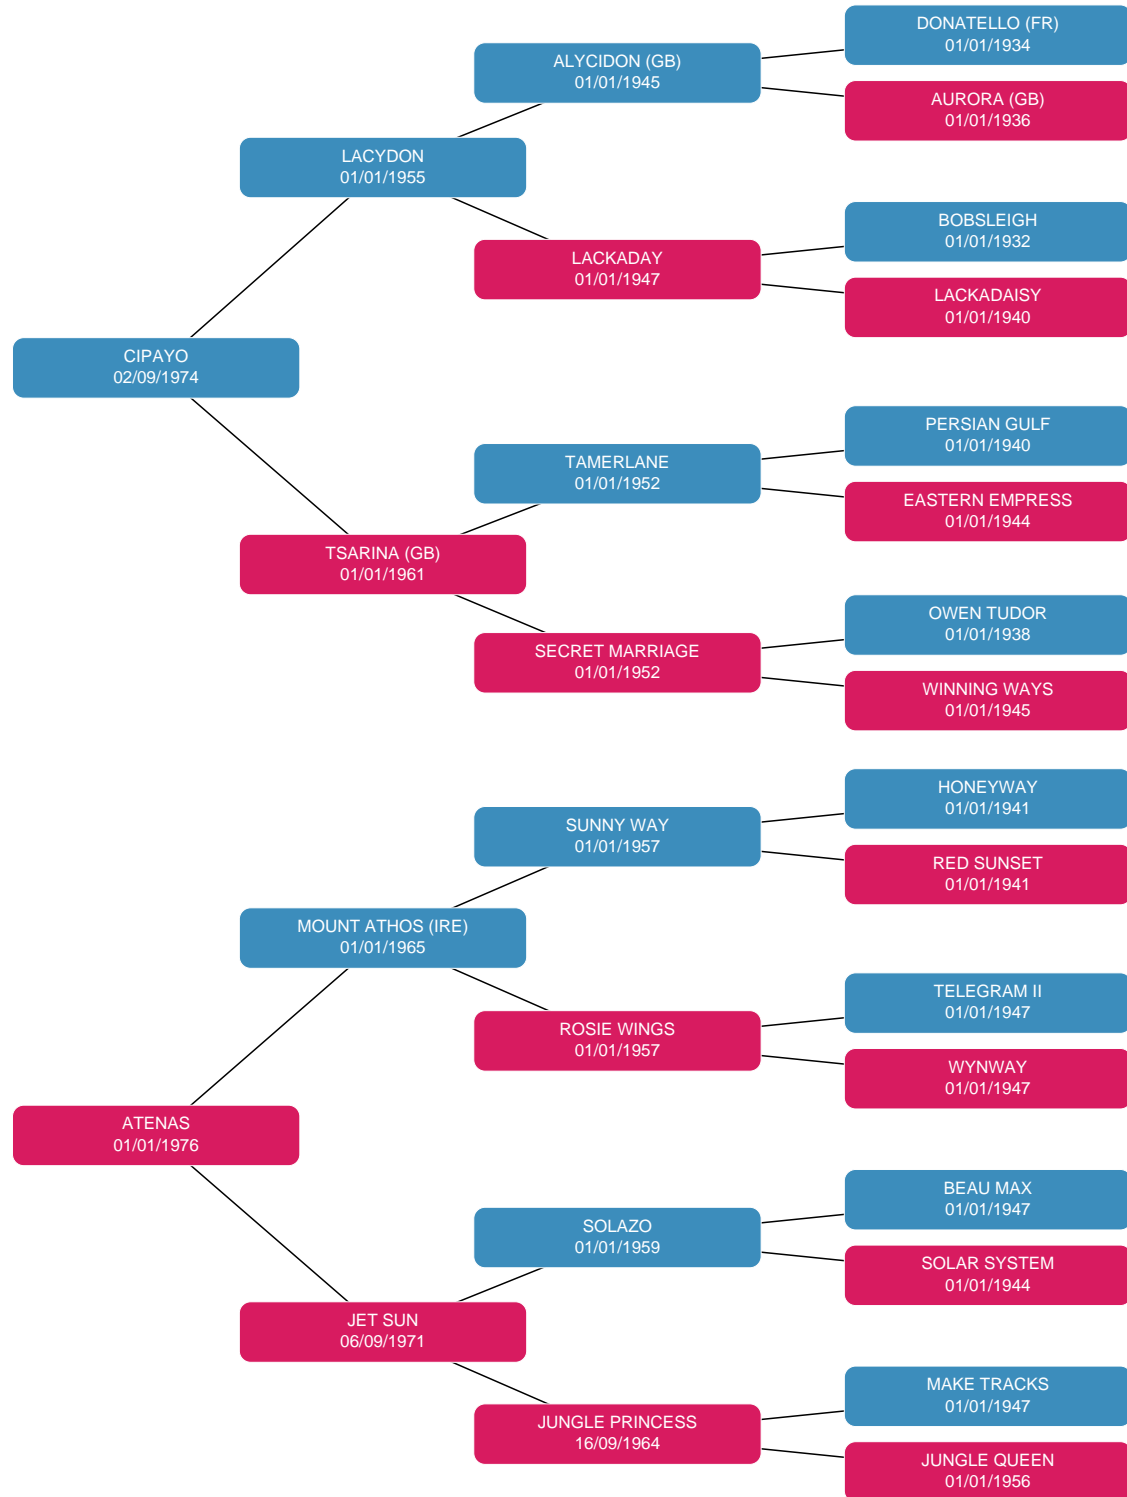 DONATELLO (FR)
01/01/1934
ALYCIDON (GB)
01/01/1945
AURORA (GB)
01/01/1936
LACYDON
01/01/1955
BOBSLEIGH
01/01/1932
LACKADAY
01/01/1947
LACKADAISY
01/01/1940
CIPAYO
02/09/1974
PERSIAN GULF
01/01/1940
TAMERLANE
01/01/1952
EASTERN EMPRESS
01/01/1944
TSARINA (GB)
01/01/1961
OWEN TUDOR
01/01/1938
SECRET MARRIAGE
01/01/1952
WINNING WAYS
01/01/1945
HONEYWAY
01/01/1941
SUNNY WAY
01/01/1957
RED SUNSET
01/01/1941
MOUNT ATHOS (IRE)
01/01/1965
TELEGRAM II
01/01/1947
ROSIE WINGS
01/01/1957
WYNWAY
01/01/1947
ATENAS
01/01/1976
BEAU MAX
01/01/1947
SOLAZO
01/01/1959
SOLAR SYSTEM
01/01/1944
JET SUN
06/09/1971
MAKE TRACKS
01/01/1947
JUNGLE PRINCESS
16/09/1964
JUNGLE QUEEN
01/01/1956